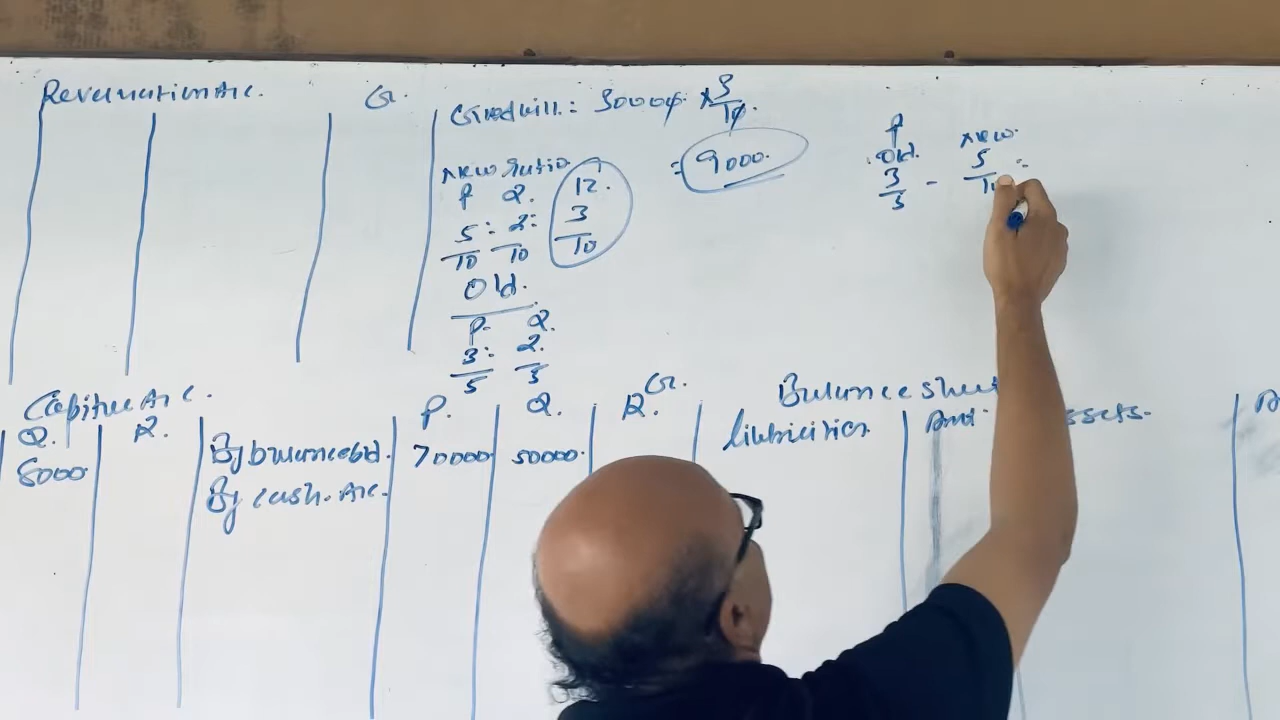 Revaluation A/c. Cr.
Goodwill: 30000 × 3/10.
= 9000.
New Ratio
P Q. R.
5/10 : 2/10 : 3/10
Old.
P. Q.
3/5 : 2/5
P
Old. New.
3/5 - 5/10 =
Capital A/c. Cr.
Q. R. P. Q. R.
8000 By balance b/d. 70000 50000.
By cash. A/c.
Balance sheet
Liabilities Amt. Assets.